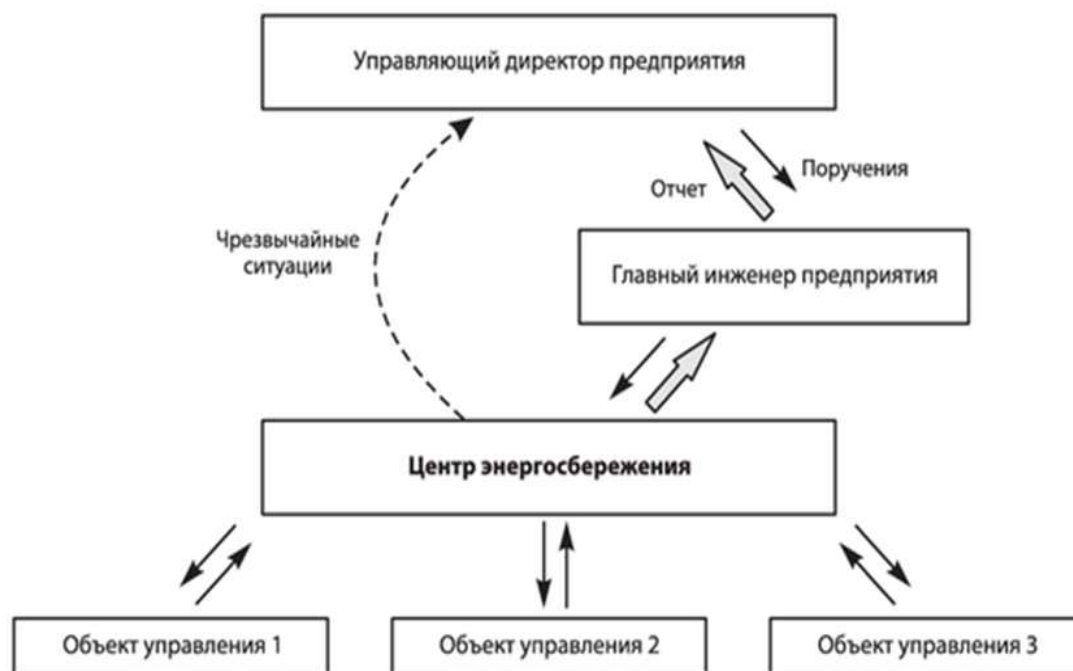 Управляющий директор предприятия
Поручения
Отчет
Чрезвычайные
ситуации
Главный инженер предприятия
Центр энергосбережения
Объект управления 1
Объект управления 2
Объект управления 3